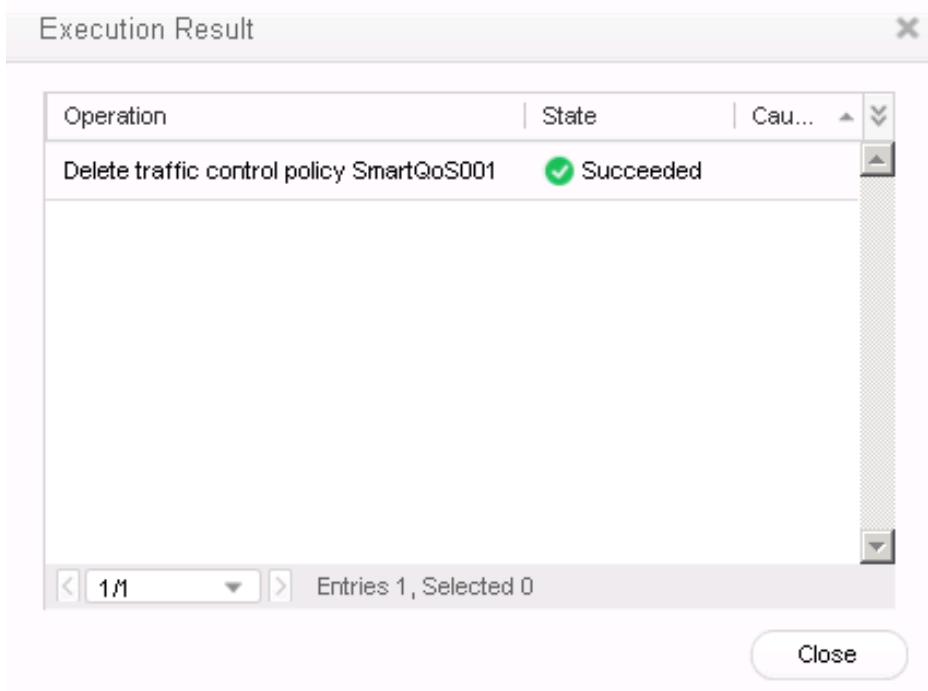 Execution Result
Operation State Cau...
Delete traffic control policy SmartQoS001 Succeeded
1/1 Entries 1, Selected 0
Close